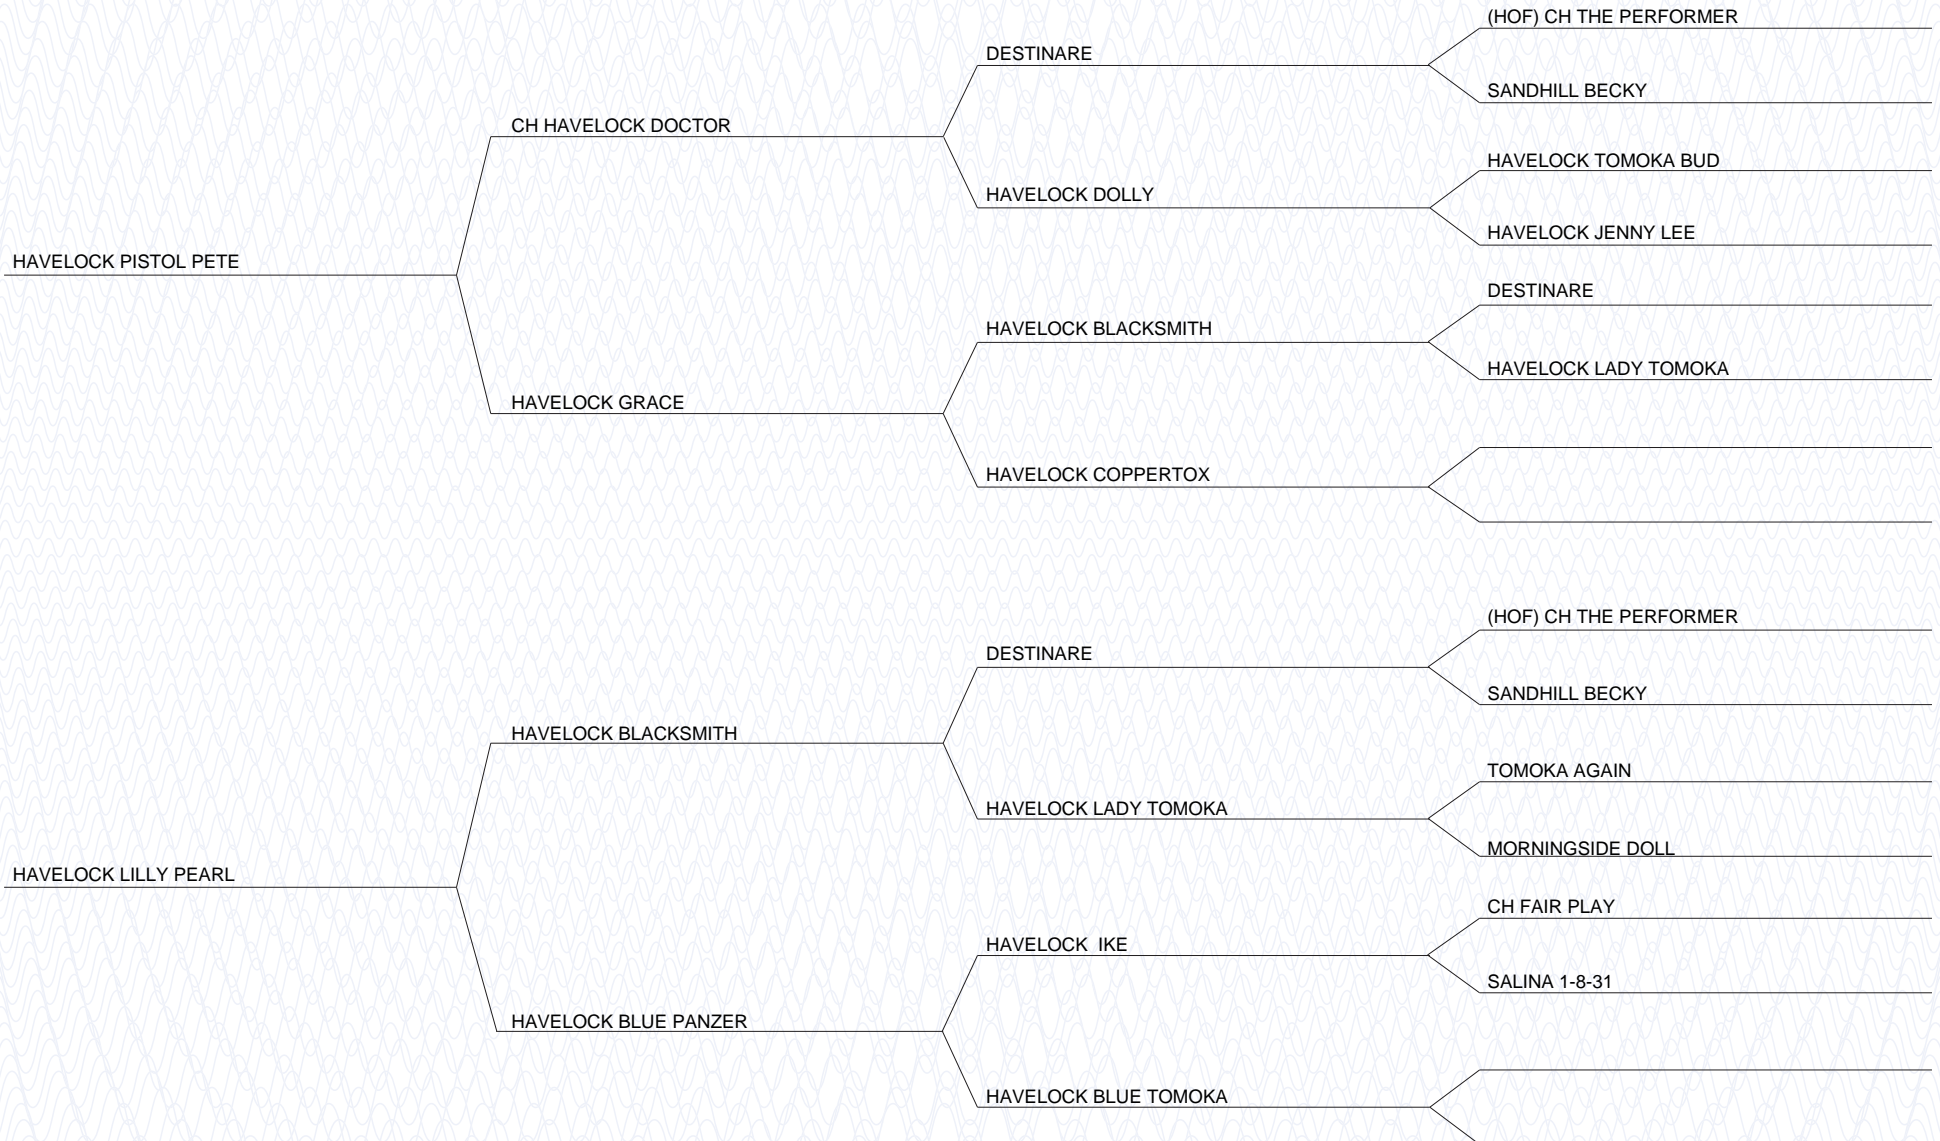 (HOF) CH THE PERFORMER
DESTINARE
SANDHILL BECKY
CH HAVELOCK DOCTOR
HAVELOCK TOMOKA BUD
HAVELOCK DOLLY
HAVELOCK JENNY LEE
HAVELOCK PISTOL PETE
DESTINARE
HAVELOCK BLACKSMITH
HAVELOCK LADY TOMOKA
HAVELOCK GRACE
HAVELOCK COPPERTOX
(HOF) CH THE PERFORMER
DESTINARE
SANDHILL BECKY
HAVELOCK BLACKSMITH
TOMOKA AGAIN
HAVELOCK LADY TOMOKA
MORNINGSIDE DOLL
HAVELOCK LILLY PEARL
CH FAIR PLAY
HAVELOCK  IKE
SALINA 1-8-31
HAVELOCK BLUE PANZER
HAVELOCK BLUE TOMOKA